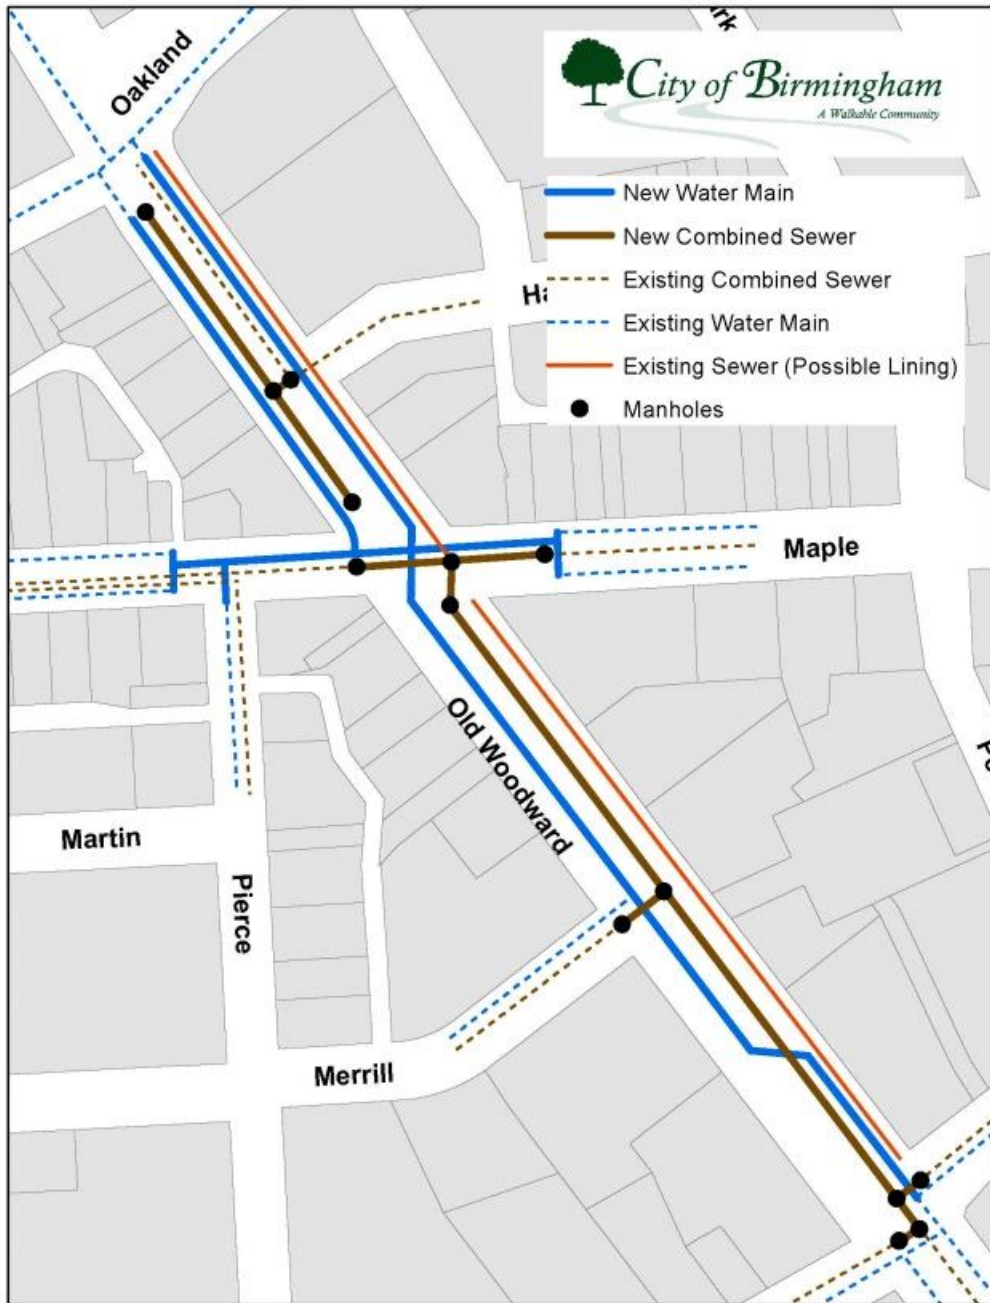 Oakland
City of Birmingham
A Walkable Community
New Water Main
New Combined Sewer
Existing Combined Sewer
Existing Water Main
Existing Sewer (Possible Lining)
Manholes
Maple
Old Woodward
Martin
Pierce
Merrill